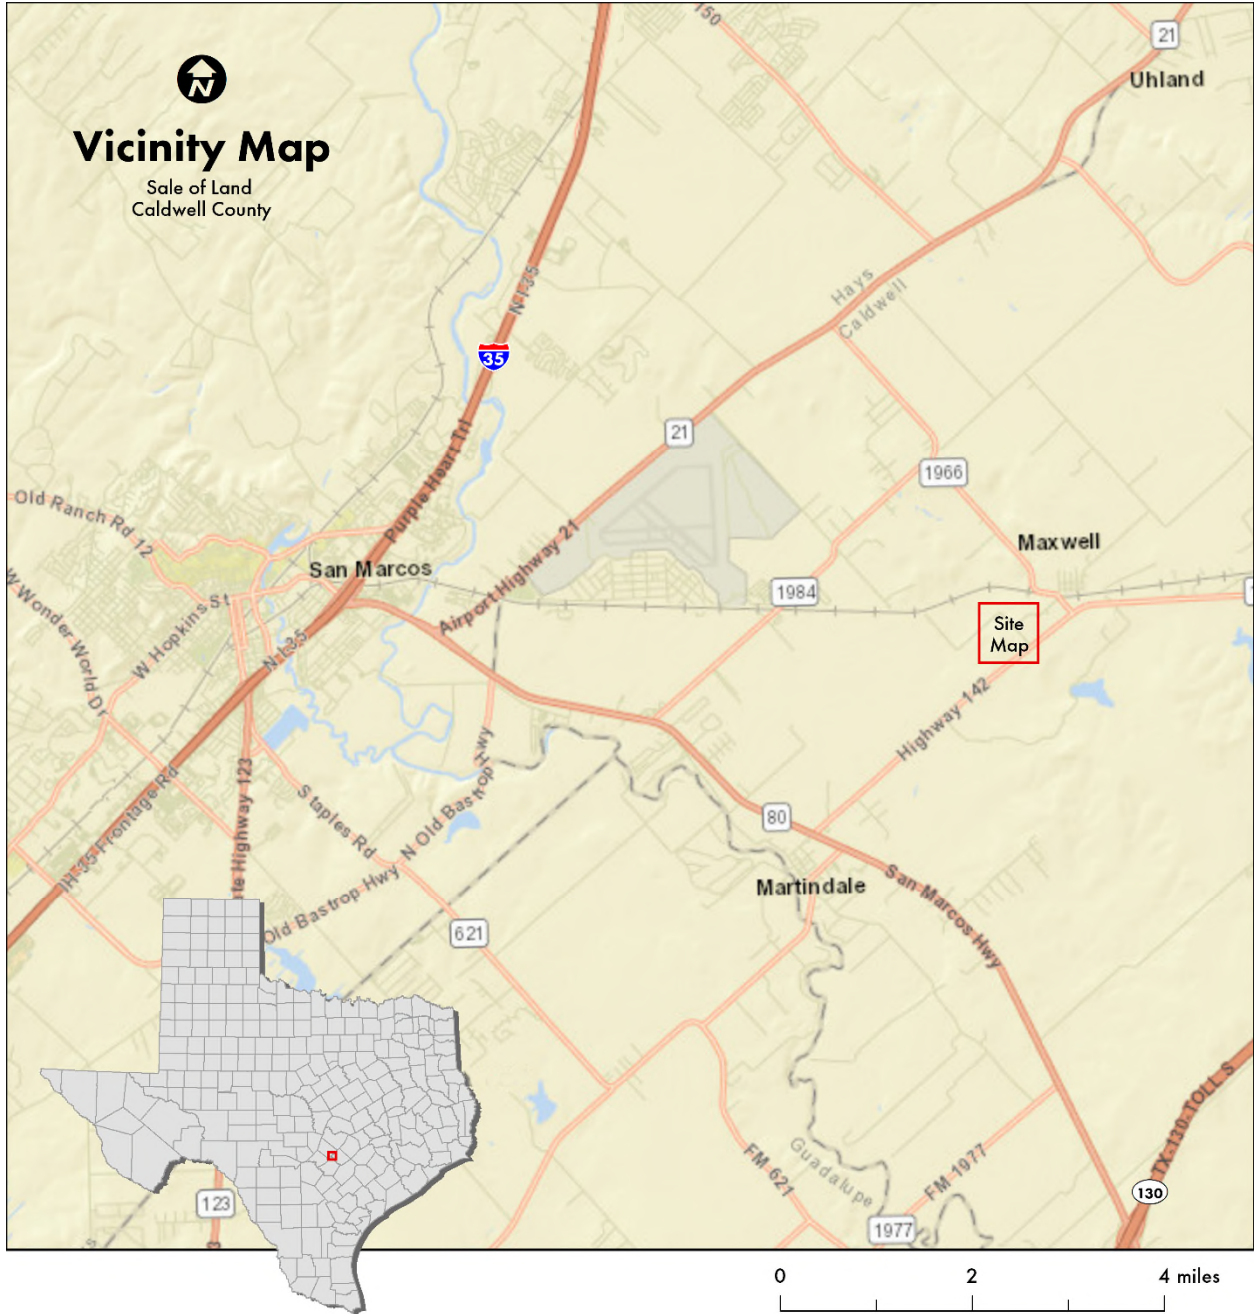 150
21
Uhland
N
Vicinity Map
Sale of Land
Caldwell County
N I-35
Hays
Caldwell
35
21
Purple Heart Trl
1966
Old Ranch Rd 12
Airport Highway 21
Maxwell
San Marcos
W Wonder World Dr
W Hopkins St
1984
Site
Map
N I-35
Highway 142
N Old Bastrop Hwy
IH-35 Frontage Rd
te Highway 123
Staples Rd
80
Martindale
San Marcos Hwy
Old Bastrop Hwy
621
TX-130-TOLL S
Guadalupe
FM 621
FM 1977
130
123
1977
3
s
0
2
4 miles